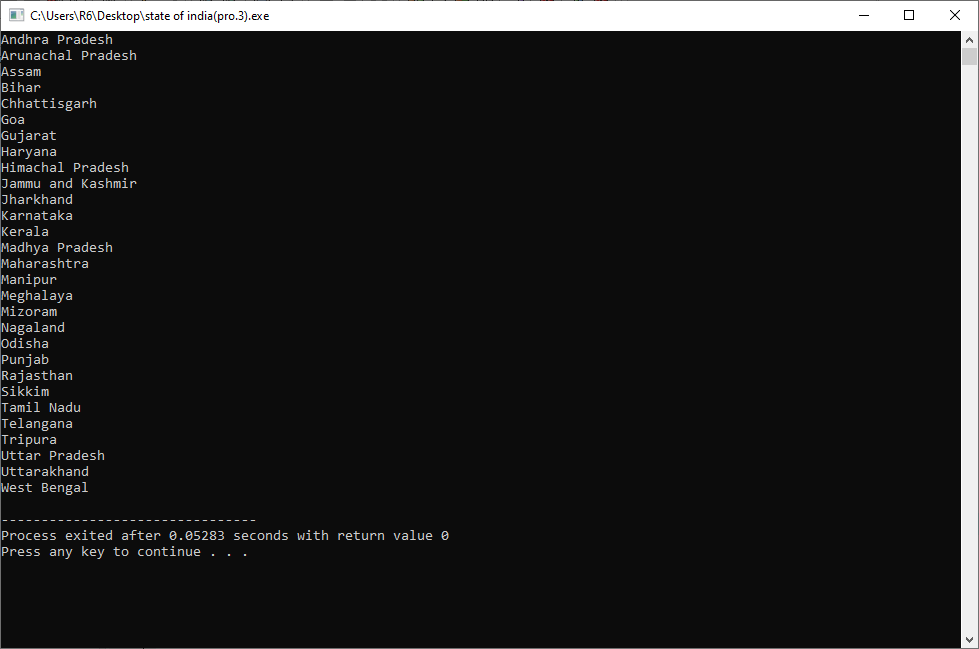 C:\Users\R6\Desktop\state of india(pro.3).exe
Andhra Pradesh
Arunachal Pradesh
Assam
Bihar
Chhattisgarh
Goa
Gujarat
Haryana
Himachal Pradesh
Jammu and Kashmir
Jharkhand
Karnataka
Kerala
Madhya Pradesh
Maharashtra
Manipur
Meghalaya
Mizoram
Nagaland
Odisha
Punjab
Rajasthan
Sikkim
Tamil Nadu
Telangana
Tripura
Uttar Pradesh
Uttarakhand
West Bengal
--------------------------------
Process exited after 0.05283 seconds with return value 0
Press any key to continue . . .